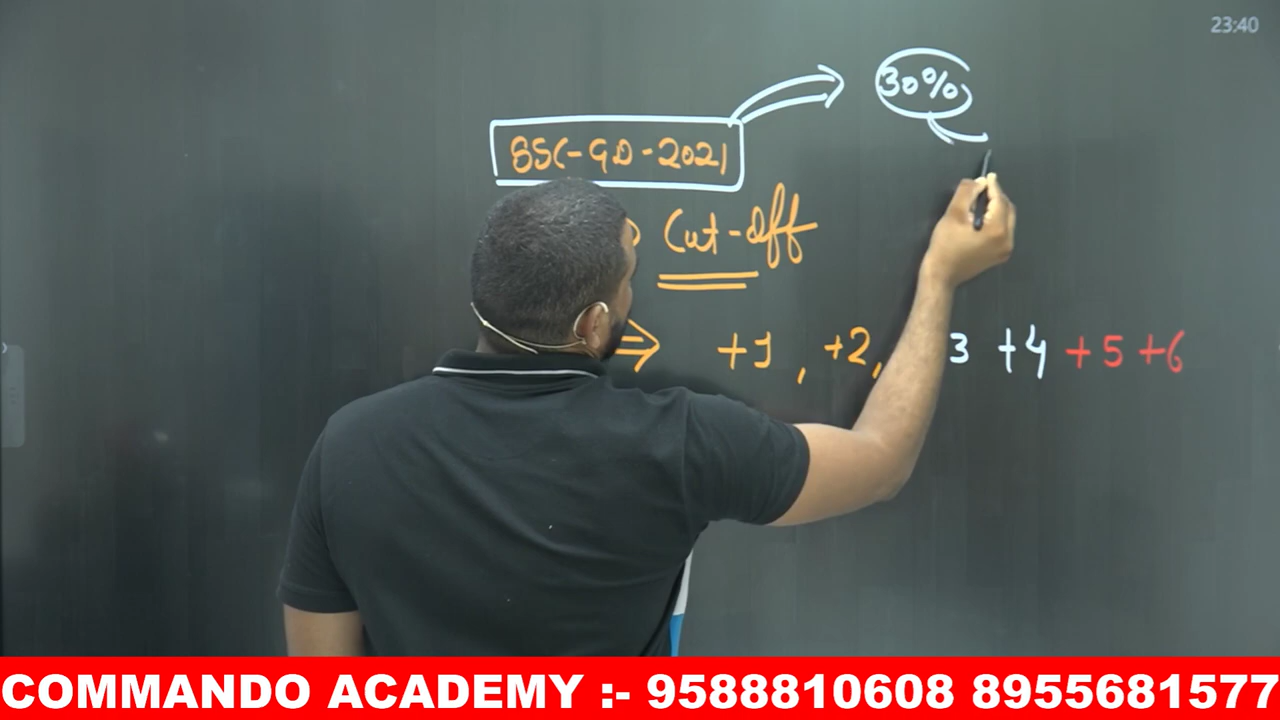 23:40
30%
SSC-GD-2021
Cut-off
+1, +2, 3 +4 +5 +6
COMMANDO ACADEMY :- 9588810608 8955681577